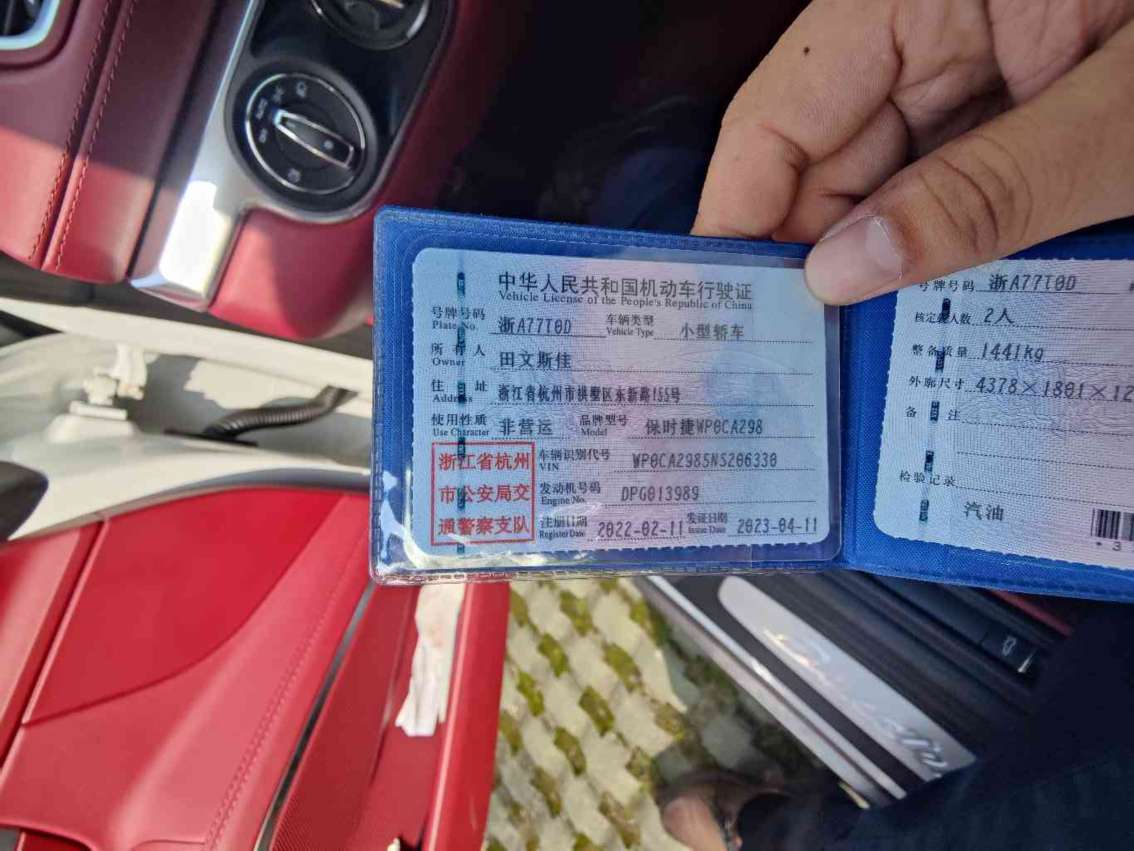 中华人民共和国机动车行驶证
Vehicle License of the People's Republic of China
号牌号码 浙A77T0D 车辆类型 小型轿车
Plate No. Vehicle Type
所有人 田文斯佳
Owner
住址 浙江省杭州市拱墅区永新路155号
Address
使用性质 非营运 品牌型号 保时捷WP0CA298
Use Character Model
浙江省杭州
市公安局交
通警察支队
车辆识别代号 WP0CA2985NS206330
VIN
发动机号码 DPG013989
Engine No.
注册日期 2022-02-11 发证日期 2023-04-11
Register Date Issue Date
号牌号码 浙A77T0D
核定载人数 2人
整备质量 1441kg
外廓尺寸 4378×1801×12
备注
检验记录
汽油
AUTO